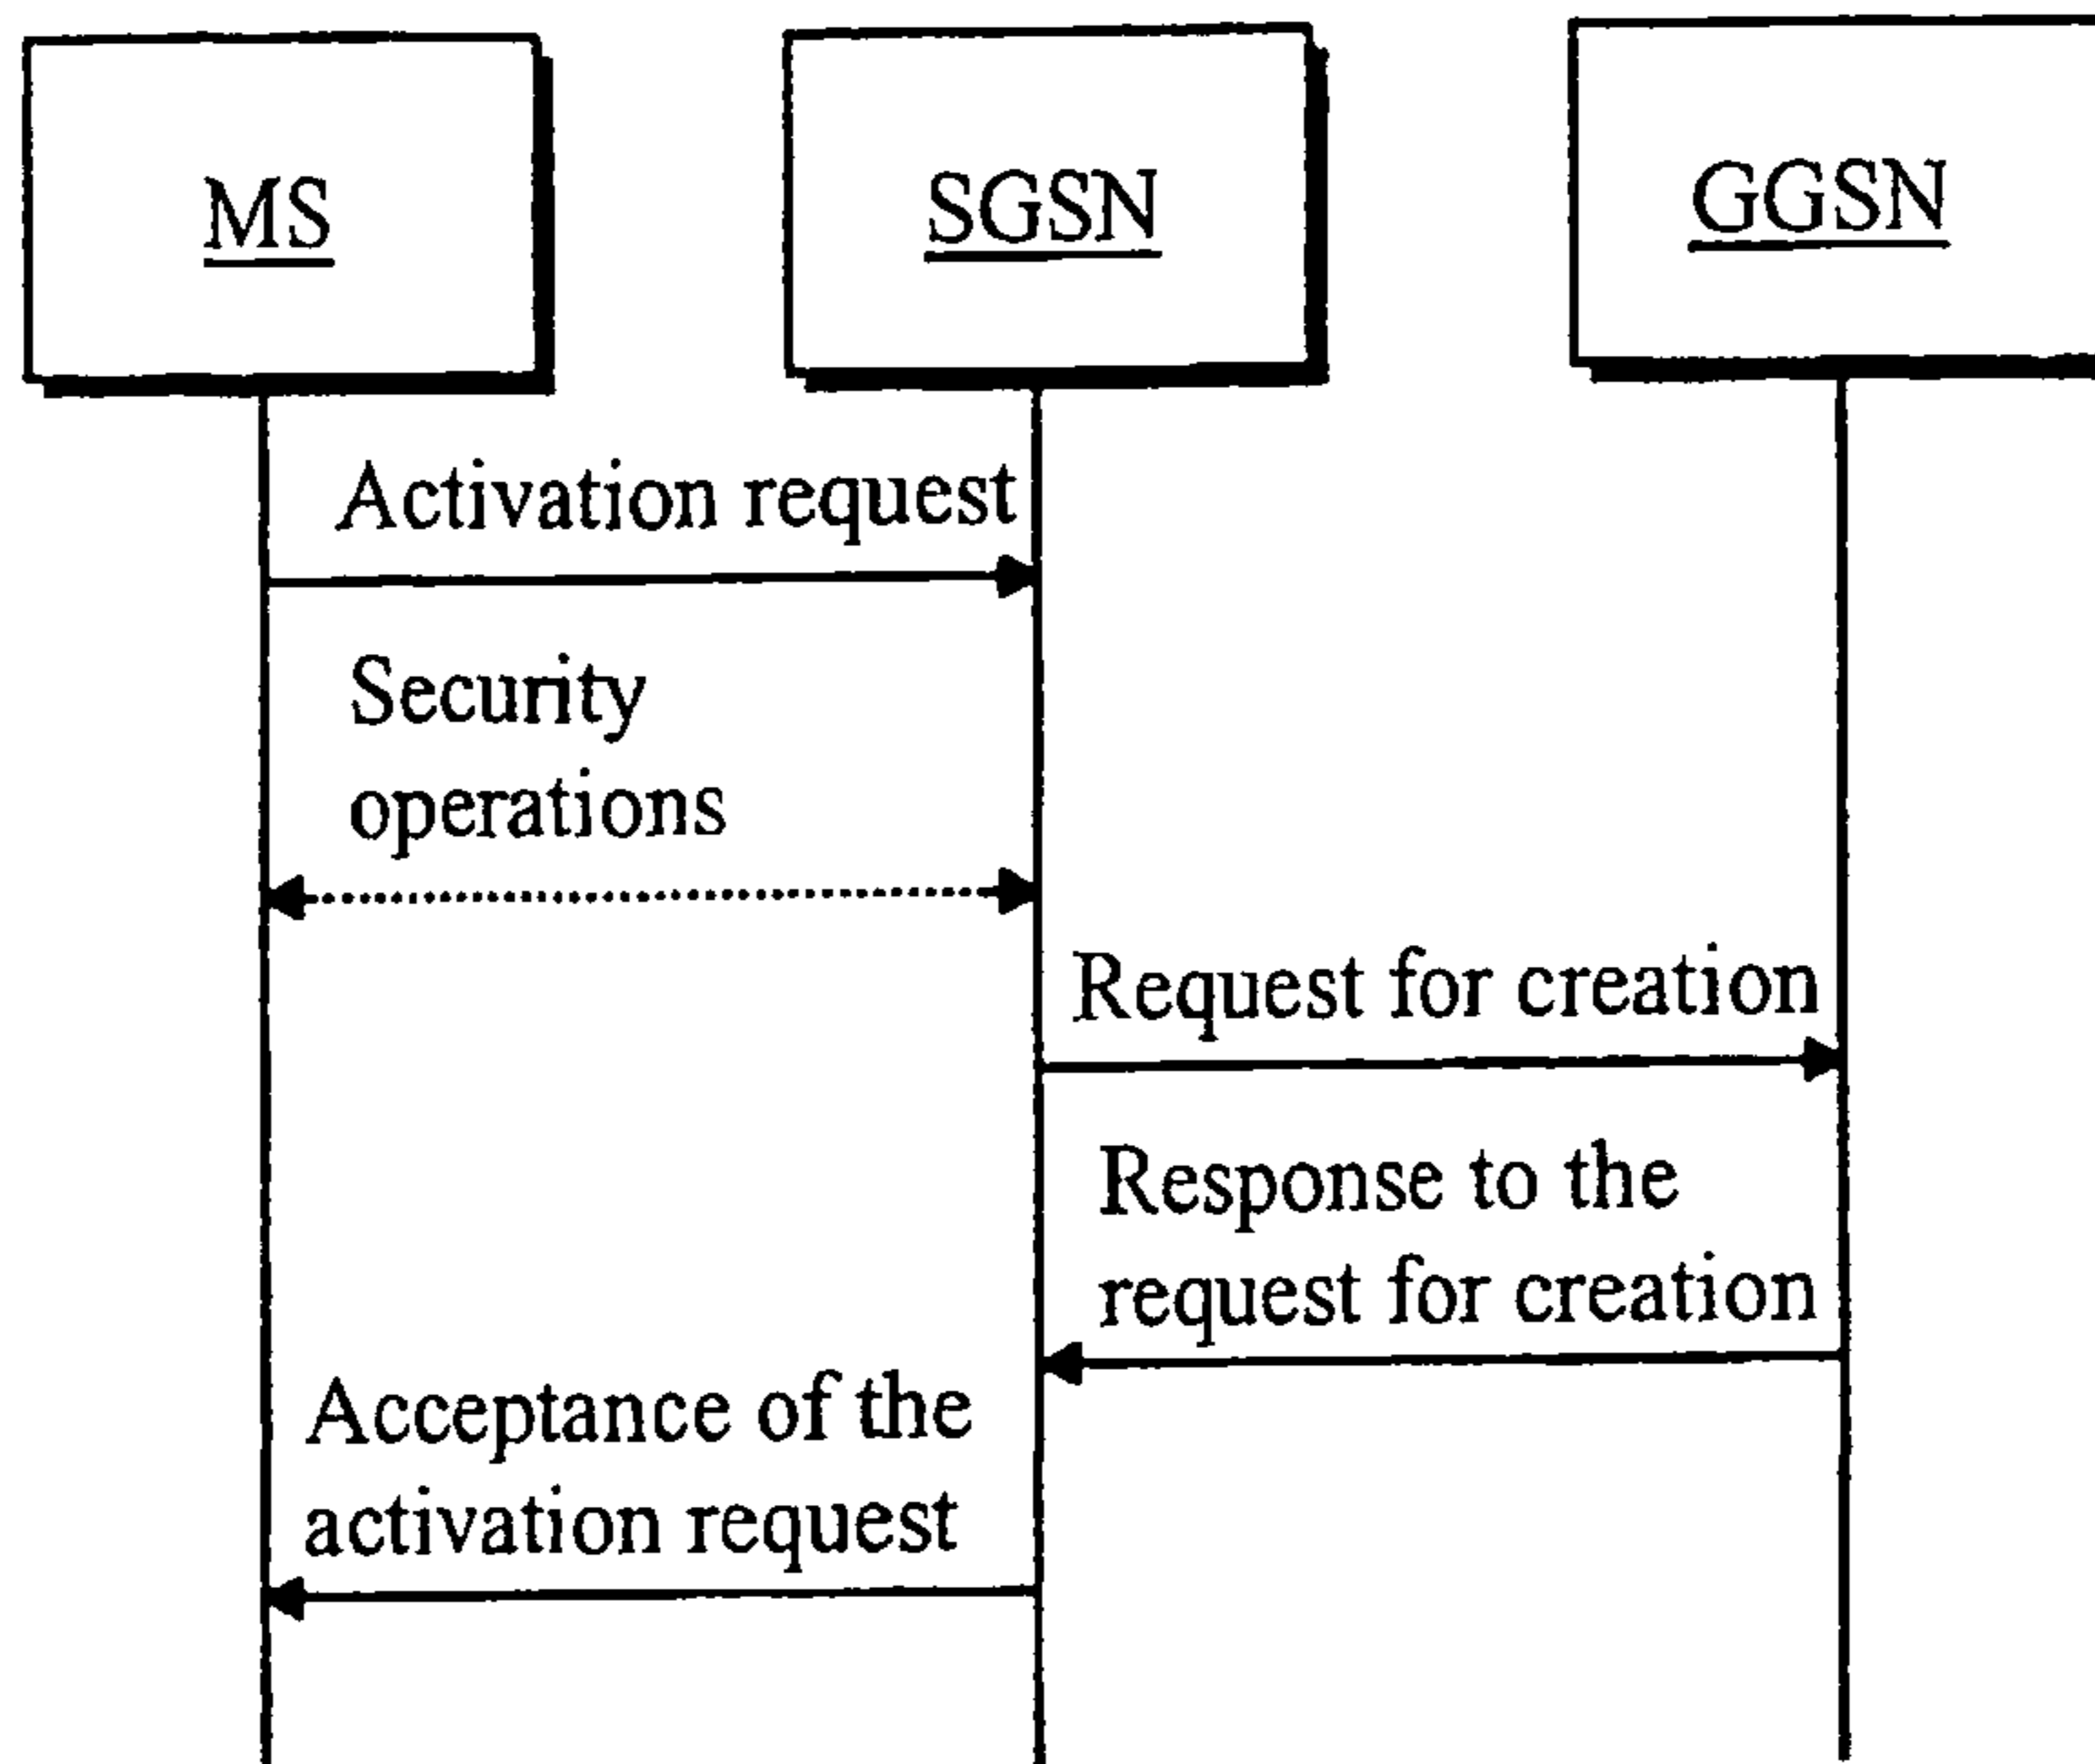 MS
SGSN
GGSN
Activation request
Security
operations
Request for creation
Response to the
request for creation
Acceptance of the
activation request